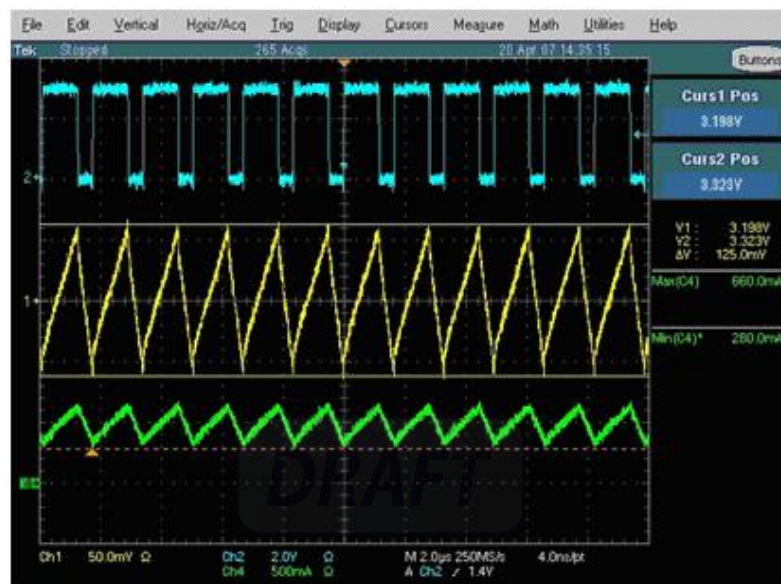 File Edit Vertical Horiz/Acq Trig Display Cursors Measure Math Utilities Help
Tek Stopped 265 Acqs 20 Apr 07 14:35:15
Buttons
Curs1 Pos
3.198V
Curs2 Pos
3.323V
V1: 3.198V
V2: 3.323V
ΔV: 125.0mV
Max(C4) 660.0m
Min(C4)* 280.0m
2
1
DRAFT
Ch1 50.0mV Ω Ch2 2.0V Ω M 2.0µs 250MS/s 4.0ns/pt
Ch4 500mA Ω A Ch2 ∕ 1.4V